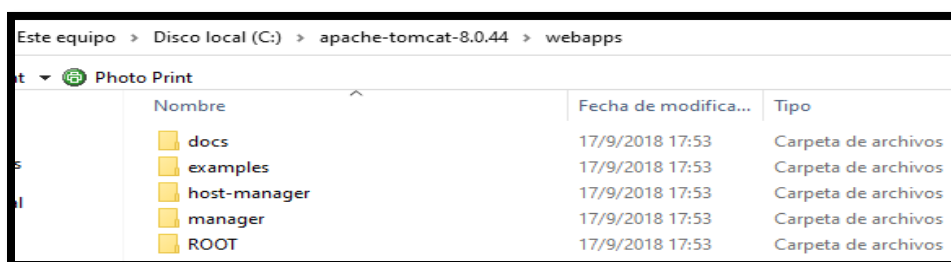 Este equipo > Disco local (C:) > apache-tomcat-8.0.44 > webapps
Photo Print
Nombre Fecha de modifica... Tipo
docs 17/9/2018 17:53 Carpeta de archivos
examples 17/9/2018 17:53 Carpeta de archivos
host-manager 17/9/2018 17:53 Carpeta de archivos
manager 17/9/2018 17:53 Carpeta de archivos
ROOT 17/9/2018 17:53 Carpeta de archivos